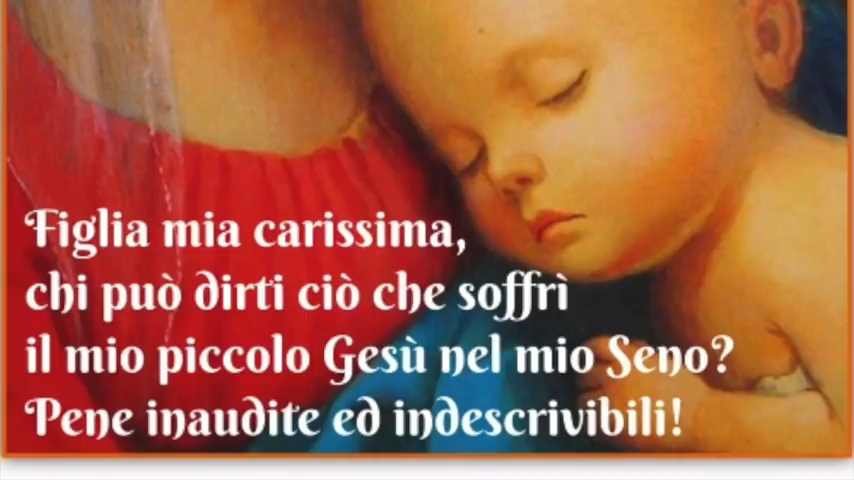 Figlia mia carissima,
chi può dirti ciò che soffrì
il mio piccolo Gesù nel mio Seno?
Pene inaudite ed indescrivibili!